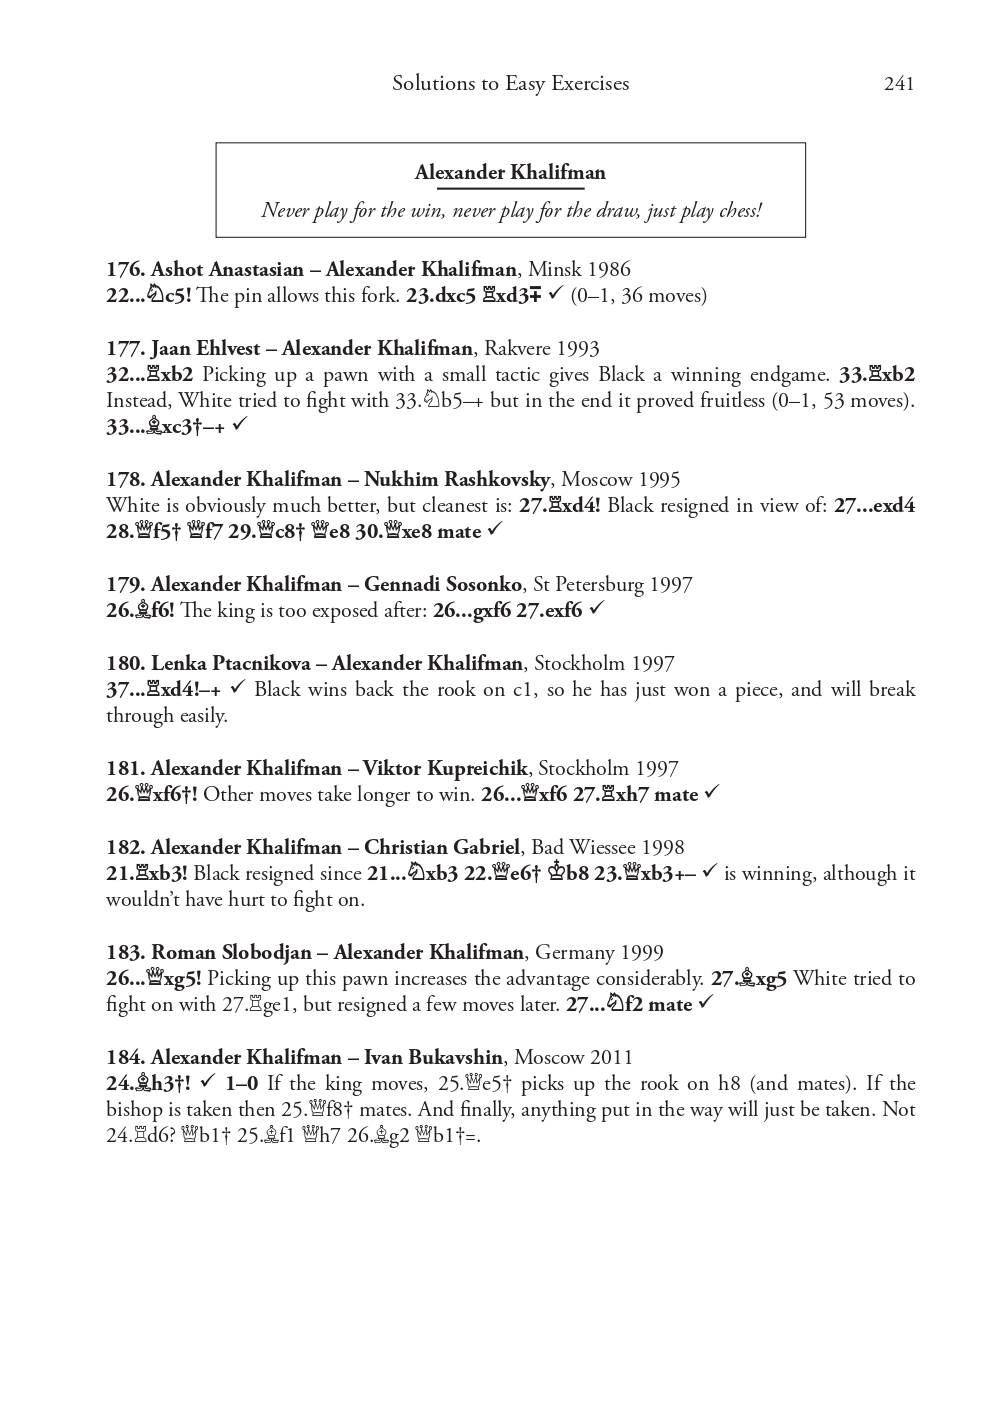 Solutions to Easy Exercises 241
Alexander Khalifman
Never play for the win, never play for the draw, just play chess!
176. Ashot Anastasian – Alexander Khalifman, Minsk 1986
22...♘c5! The pin allows this fork. 23.dxc5 ♖xd3∓ ✓ (0–1, 36 moves)
177. Jaan Ehlvest – Alexander Khalifman, Rakvere 1993
32...♖xb2 Picking up a pawn with a small tactic gives Black a winning endgame. 33.♖xb2
Instead, White tried to fight with 33.♘b5–+ but in the end it proved fruitless (0–1, 53 moves).
33...♗xc3†–+ ✓
178. Alexander Khalifman – Nukhim Rashkovsky, Moscow 1995
White is obviously much better, but cleanest is: 27.♖xd4! Black resigned in view of: 27...exd4
28.♕f5† ♕f7 29.♕c8† ♕e8 30.♕xe8 mate ✓
179. Alexander Khalifman – Gennadi Sosonko, St Petersburg 1997
26.♗f6! The king is too exposed after: 26...gxf6 27.exf6 ✓
180. Lenka Ptacnikova – Alexander Khalifman, Stockholm 1997
37...♖xd4!–+ ✓ Black wins back the rook on c1, so he has just won a piece, and will break
through easily.
181. Alexander Khalifman – Viktor Kupreichik, Stockholm 1997
26.♕xf6†! Other moves take longer to win. 26...♕xf6 27.♖xh7 mate ✓
182. Alexander Khalifman – Christian Gabriel, Bad Wiessee 1998
21.♖xb3! Black resigned since 21...♘xb3 22.♕e6† ♔b8 23.♕xb3+– ✓ is winning, although it
wouldn’t have hurt to fight on.
183. Roman Slobodjan – Alexander Khalifman, Germany 1999
26...♕xg5! Picking up this pawn increases the advantage considerably. 27.♗xg5 White tried to
fight on with 27.♖ge1, but resigned a few moves later. 27...♘f2 mate ✓
184. Alexander Khalifman – Ivan Bukavshin, Moscow 2011
24.♗h3†! ✓ 1–0 If the king moves, 25.♕e5† picks up the rook on h8 (and mates). If the
bishop is taken then 25.♕f8† mates. And finally, anything put in the way will just be taken. Not
24.♖d6? ♕b1† 25.♗f1 ♕h7 26.♗g2 ♕b1†=.